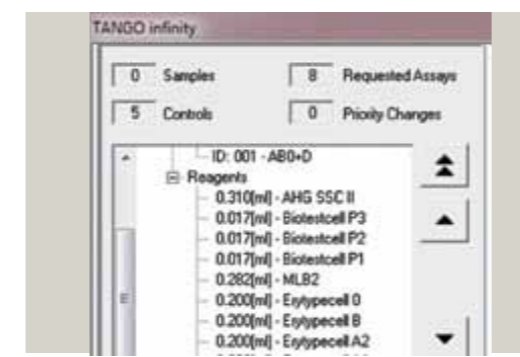 TANGO infinity
0 Samples 8 Requested Assays
5 Controls 0 Priority Changes
ID: 001 - AB0+D
Reagents
0.310[ml] - AHG SSC II
0.017[ml] - Biotestcell P3
0.017[ml] - Biotestcell P2
0.017[ml] - Biotestcell P1
0.282[ml] - MLB2
0.200[ml] - Erytypecell 0
0.200[ml] - Erytypecell B
0.200[ml] - Erytypecell A2